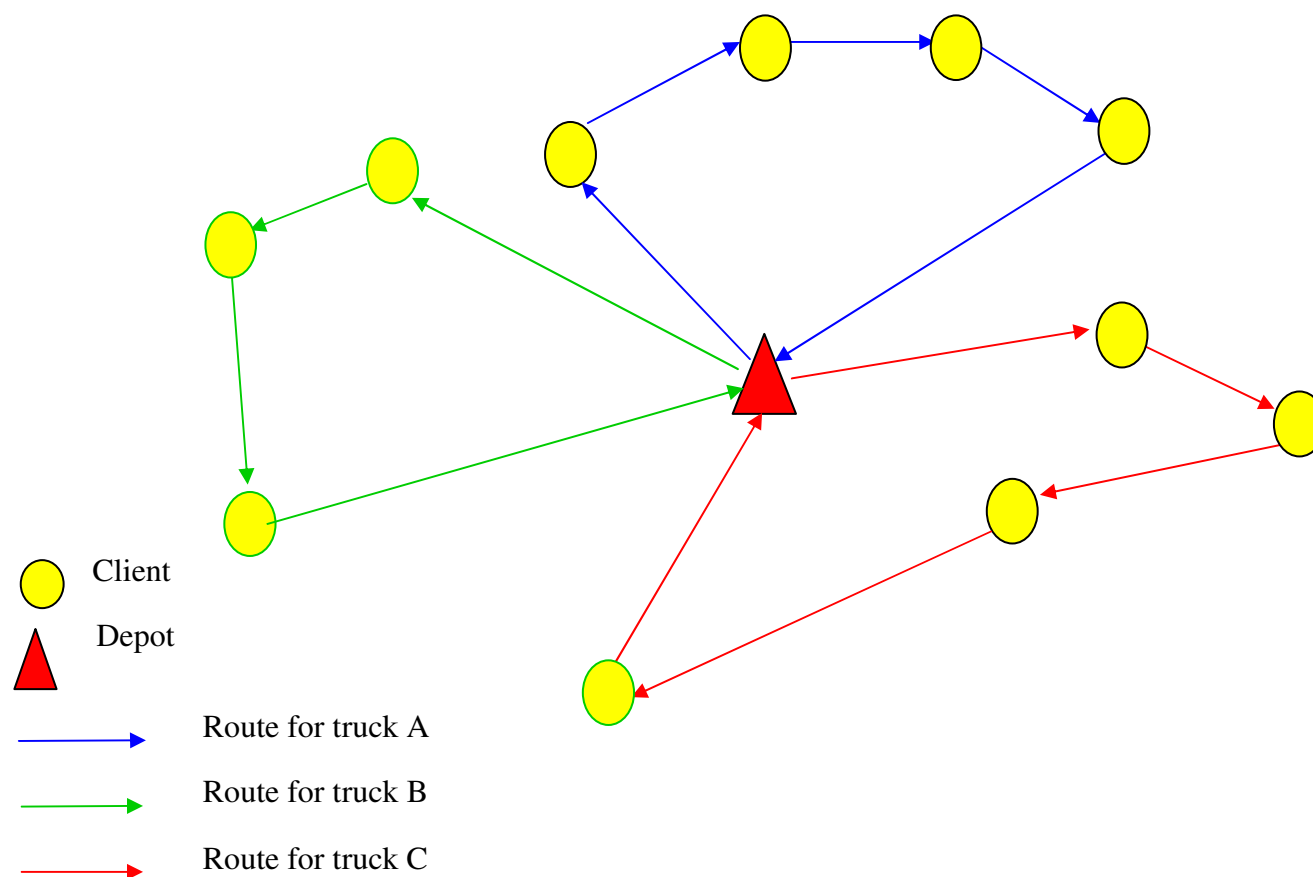 Client
Depot
Route for truck A
Route for truck B
Route for truck C